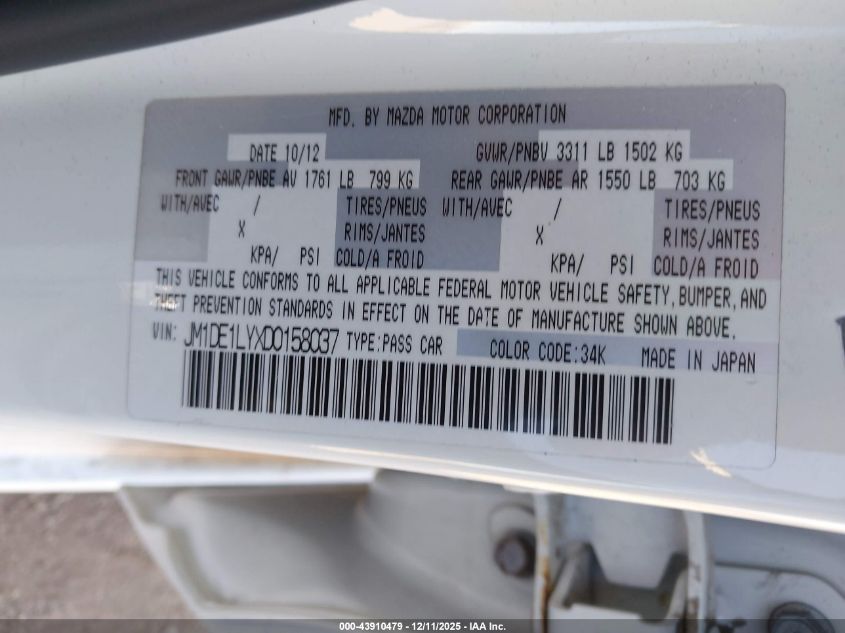 MFD. BY MAZDA MOTOR CORPORATION
DATE 10/12 GVWR/PNBV 3311 LB 1502 KG
FRONT GAWR/PNBE AV 1761 LB 799 KG REAR GAWR/PNBE AR 1550 LB 703 KG
WITH/AVEC / TIRES/PNEUS WITH/AVEC / TIRES/PNEUS
X RIMS/JANTES X RIMS/JANTES
KPA/ PSI COLD/A FROID KPA/ PSI COLD/A FROID
THIS VEHICLE CONFORMS TO ALL APPLICABLE FEDERAL MOTOR VEHICLE SAFETY, BUMPER, AND
THEFT PREVENTION STANDARDS IN EFFECT ON THE DATE OF MANUFACTURE SHOWN ABOVE.
VIN: JM1DE1LYXD0158037 TYPE:PASS CAR COLOR CODE:34K MADE IN JAPAN
000-43910479 - 12/11/2025 - IAA Inc.